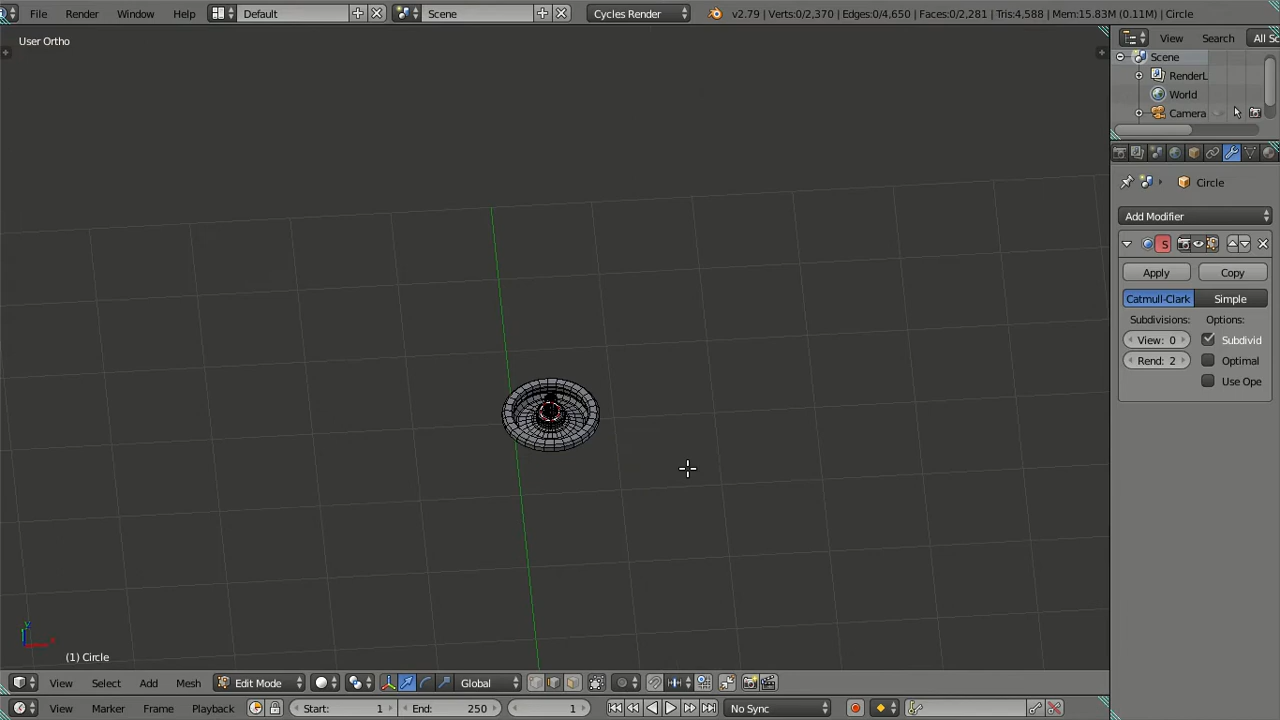 File Render Window Help Default Scene Cycles Render v2.79 | Verts:0/2,370 | Edges:0/4,650 | Faces:0/2,281 | Tris:4,588 | Mem:15.83M (0.11M) | Circle
User Ortho
View Search All Sc
Scene
RenderL
World
Camera
Circle
Add Modifier
S
Apply Copy
Catmull-Clark Simple
Subdivisions: Options:
View: 0 Subdivid
Rend: 2 Optimal
Use Ope
y
x
(1) Circle
View Select Add Mesh Edit Mode Global
View Marker Frame Playback Start: 1 End: 250 1 No Sync